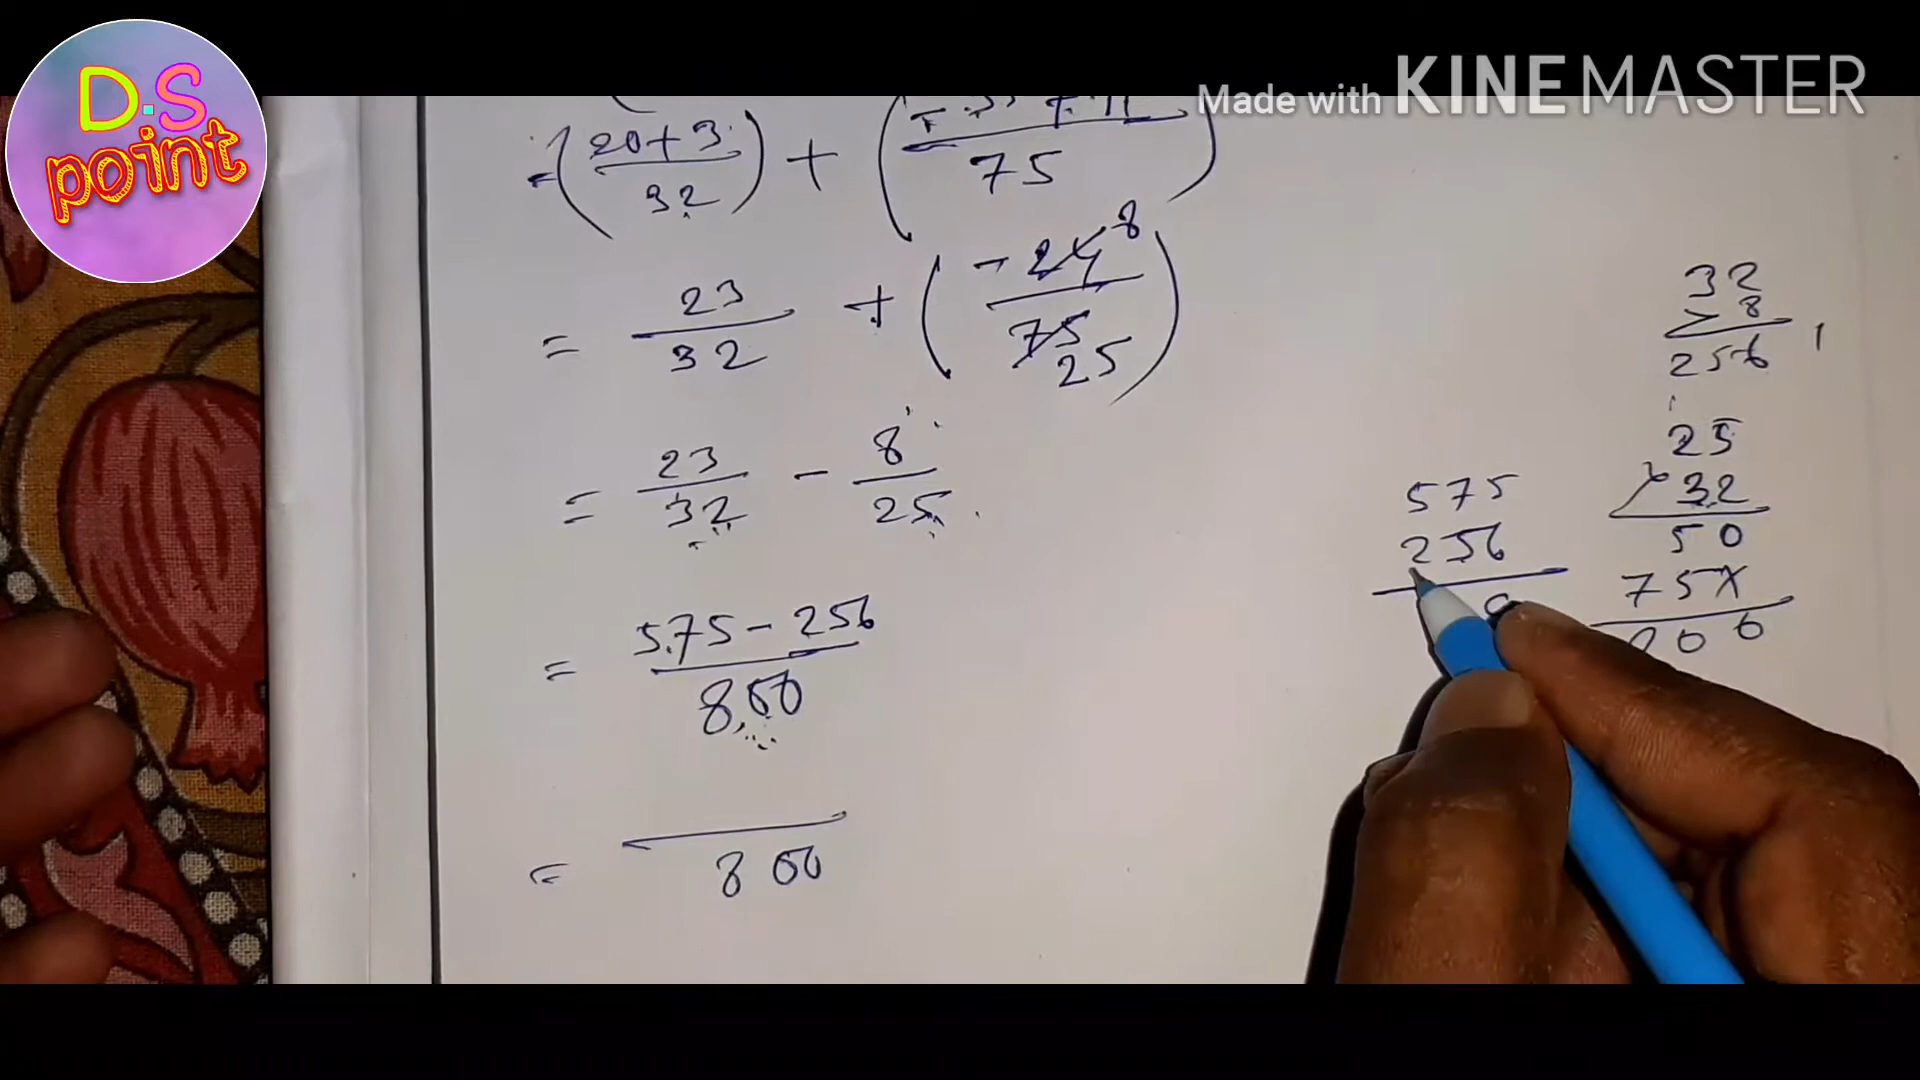 D.S
point
Made with KINEMASTER
= (20+3/32) + ( /75)
= 23/32 + (-24/75)
8
25
= 23/32 - 8/25
= 575-256/800
= /800
32
× 8
256
25
× 32
50
75×
800
575
256